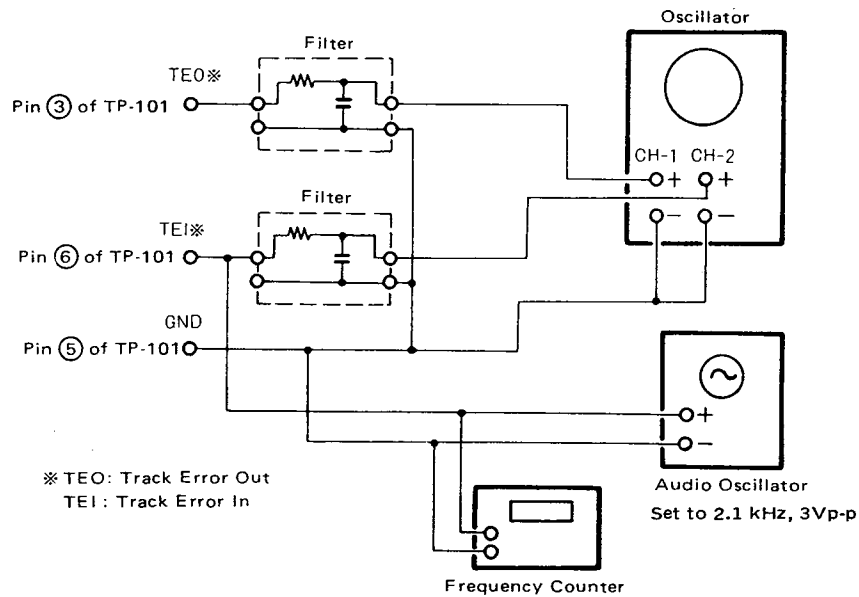 Oscillator
Filter
TEO※
Pin ③ of TP-101
CH-1 CH-2
+ +
− −
Filter
TEI※
Pin ⑥ of TP-101
GND
Pin ⑤ of TP-101
+
−
※ TEO: Track Error Out
TEI : Track Error In
Audio Oscillator
Set to 2.1 kHz, 3Vp-p
Frequency Counter